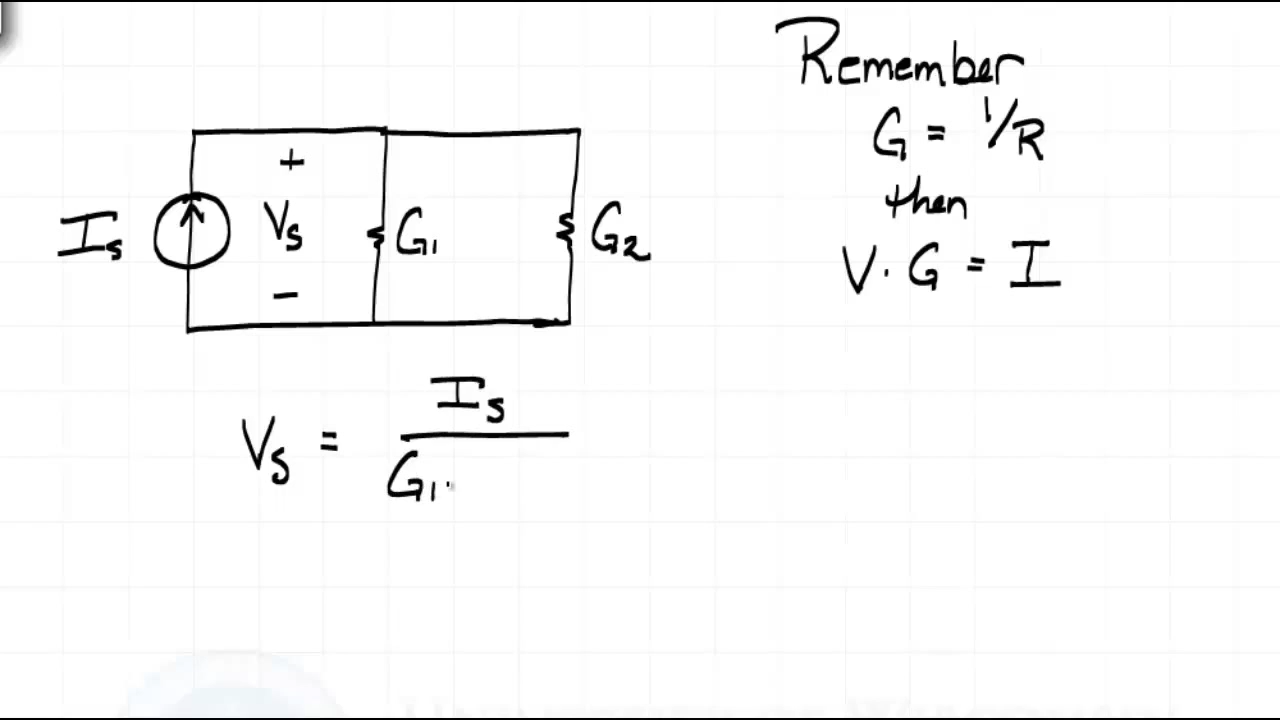 Remember
G = 1/R
then
V · G = I
+
Is
Vs
G1
G2
−
Vs = Is / G1